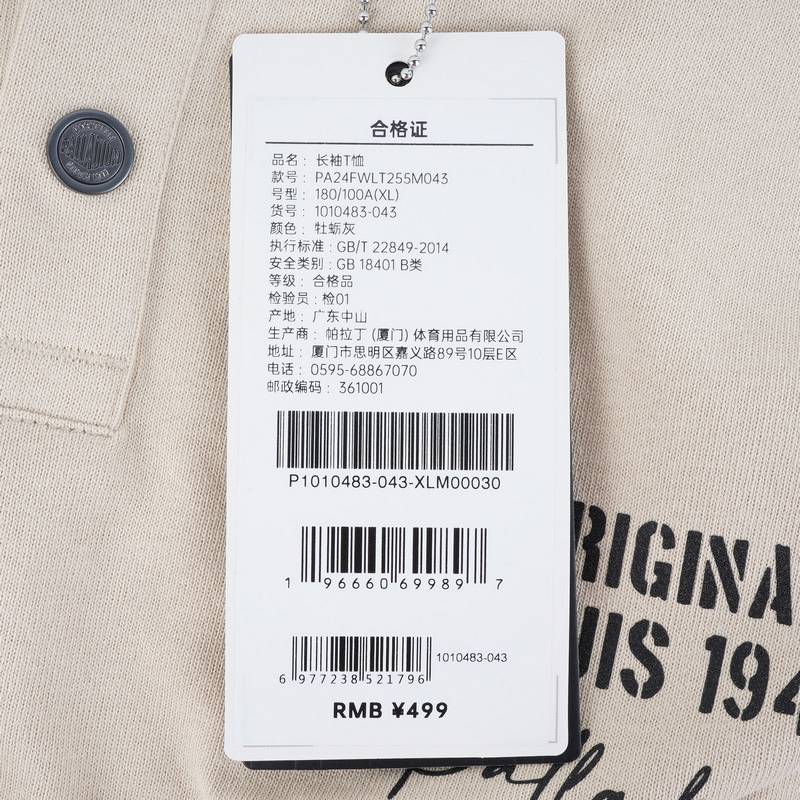 合格证
品名：长袖T恤
款号：PA24FWLT255M043
号型：180/100A(XL)
货号：1010483-043
颜色：牡蛎灰
执行标准：GB/T 22849-2014
安全类别：GB 18401 B类
等级：合格品
检验员：检01
产地：广东中山
生产商：帕拉丁 (厦门) 体育用品有限公司
地址：厦门市思明区嘉义路89号10层E区
电话：0595-68867070
邮政编码：361001
P1010483-043-XLM00030
1 96660 69989 7
1010483-043
6 977238 521796
RMB ¥499
RIGINA
UIS 194